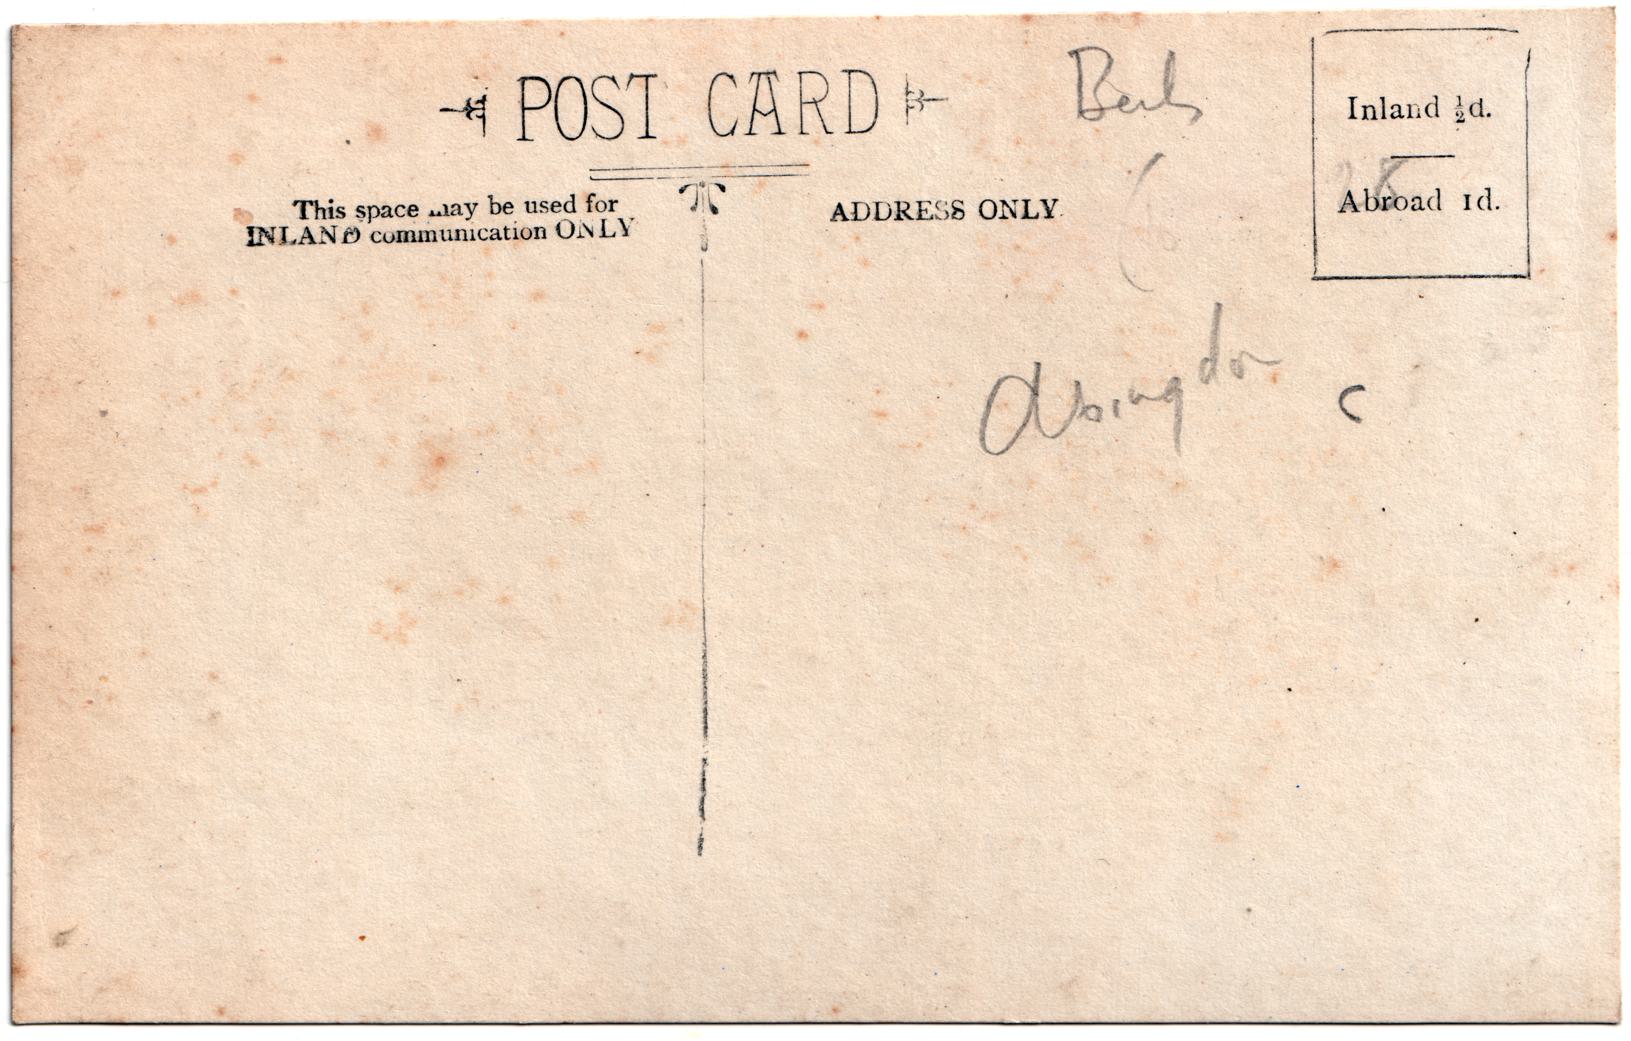 POST CARD
Berks
Inland ½d.
Abroad 1d.
This space may be used for
INLAND communication ONLY
ADDRESS ONLY.
Abingdon